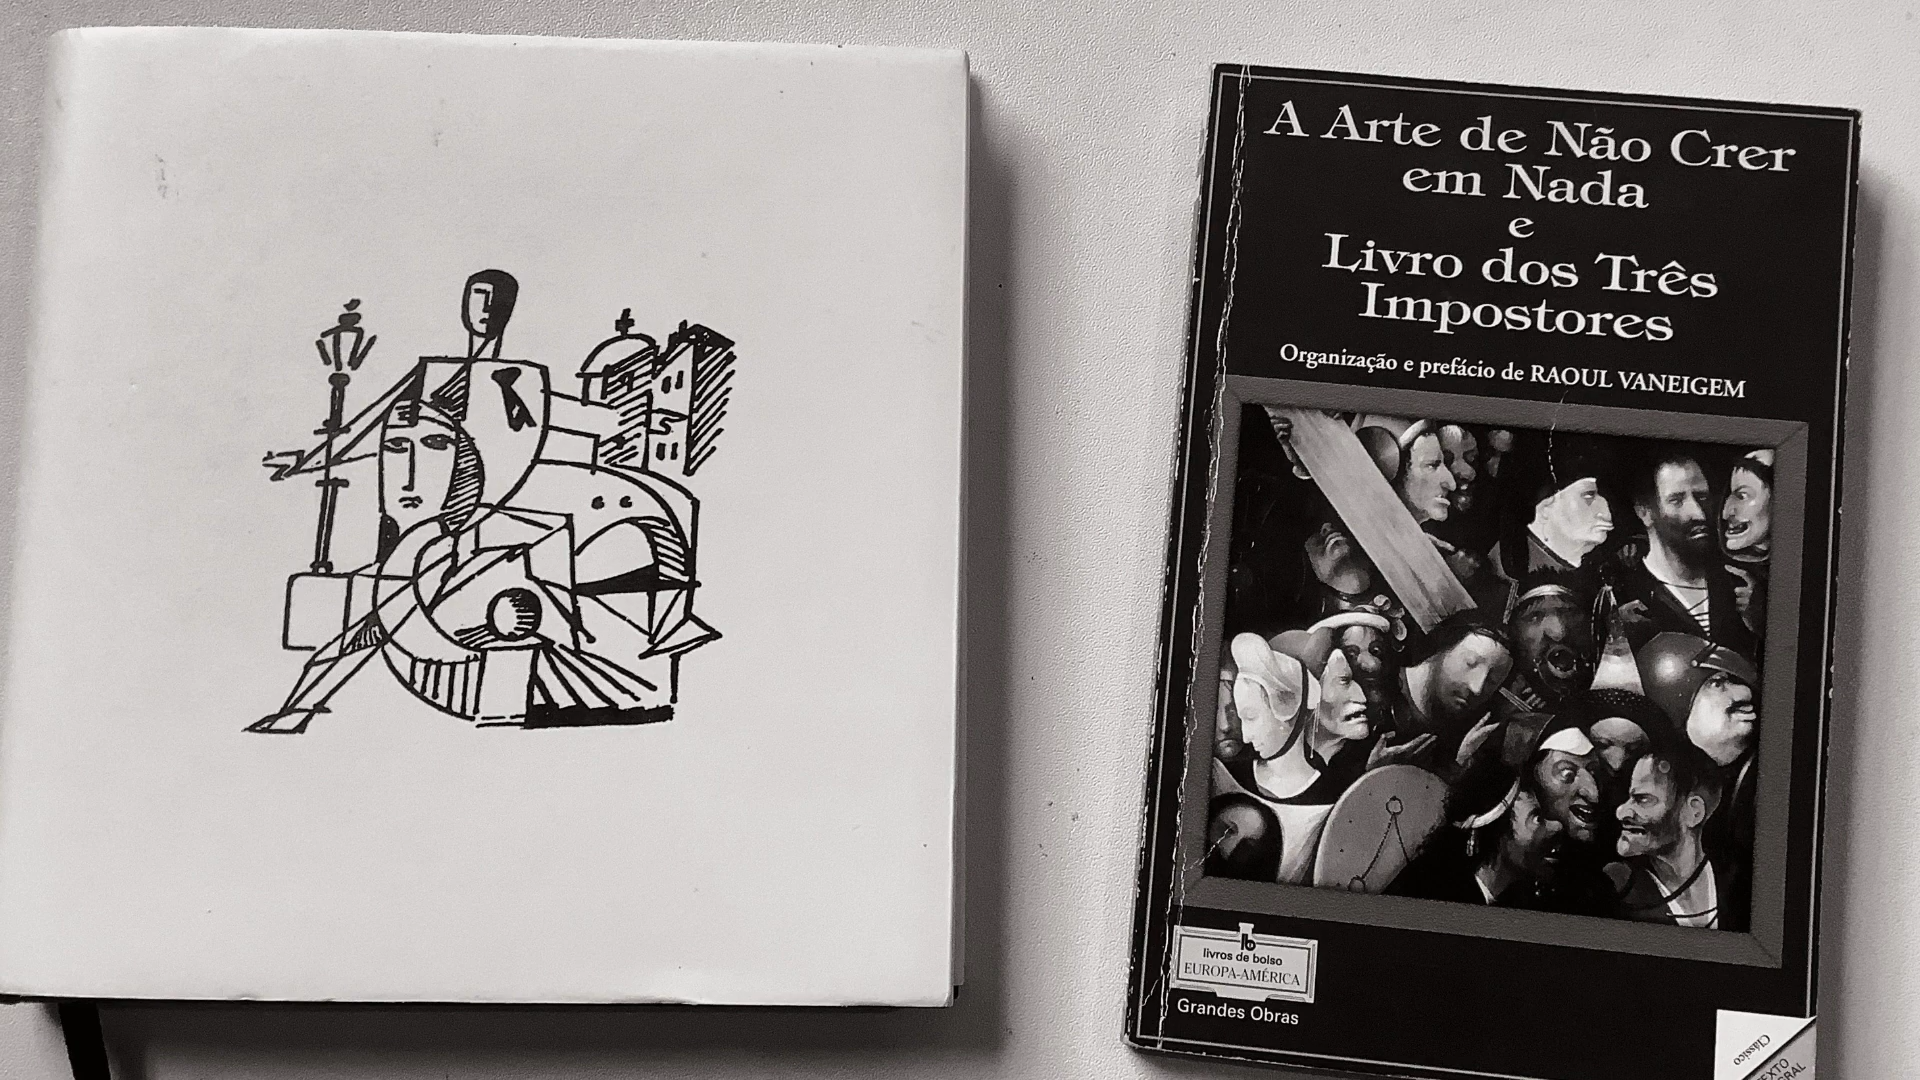 A Arte de Não Crer
em Nada
e
Livro dos Três
Impostores
Organização e prefácio de RAOUL VANEIGEM
livros de bolso
EUROPA-AMÉRICA
Grandes Obras
Clássico